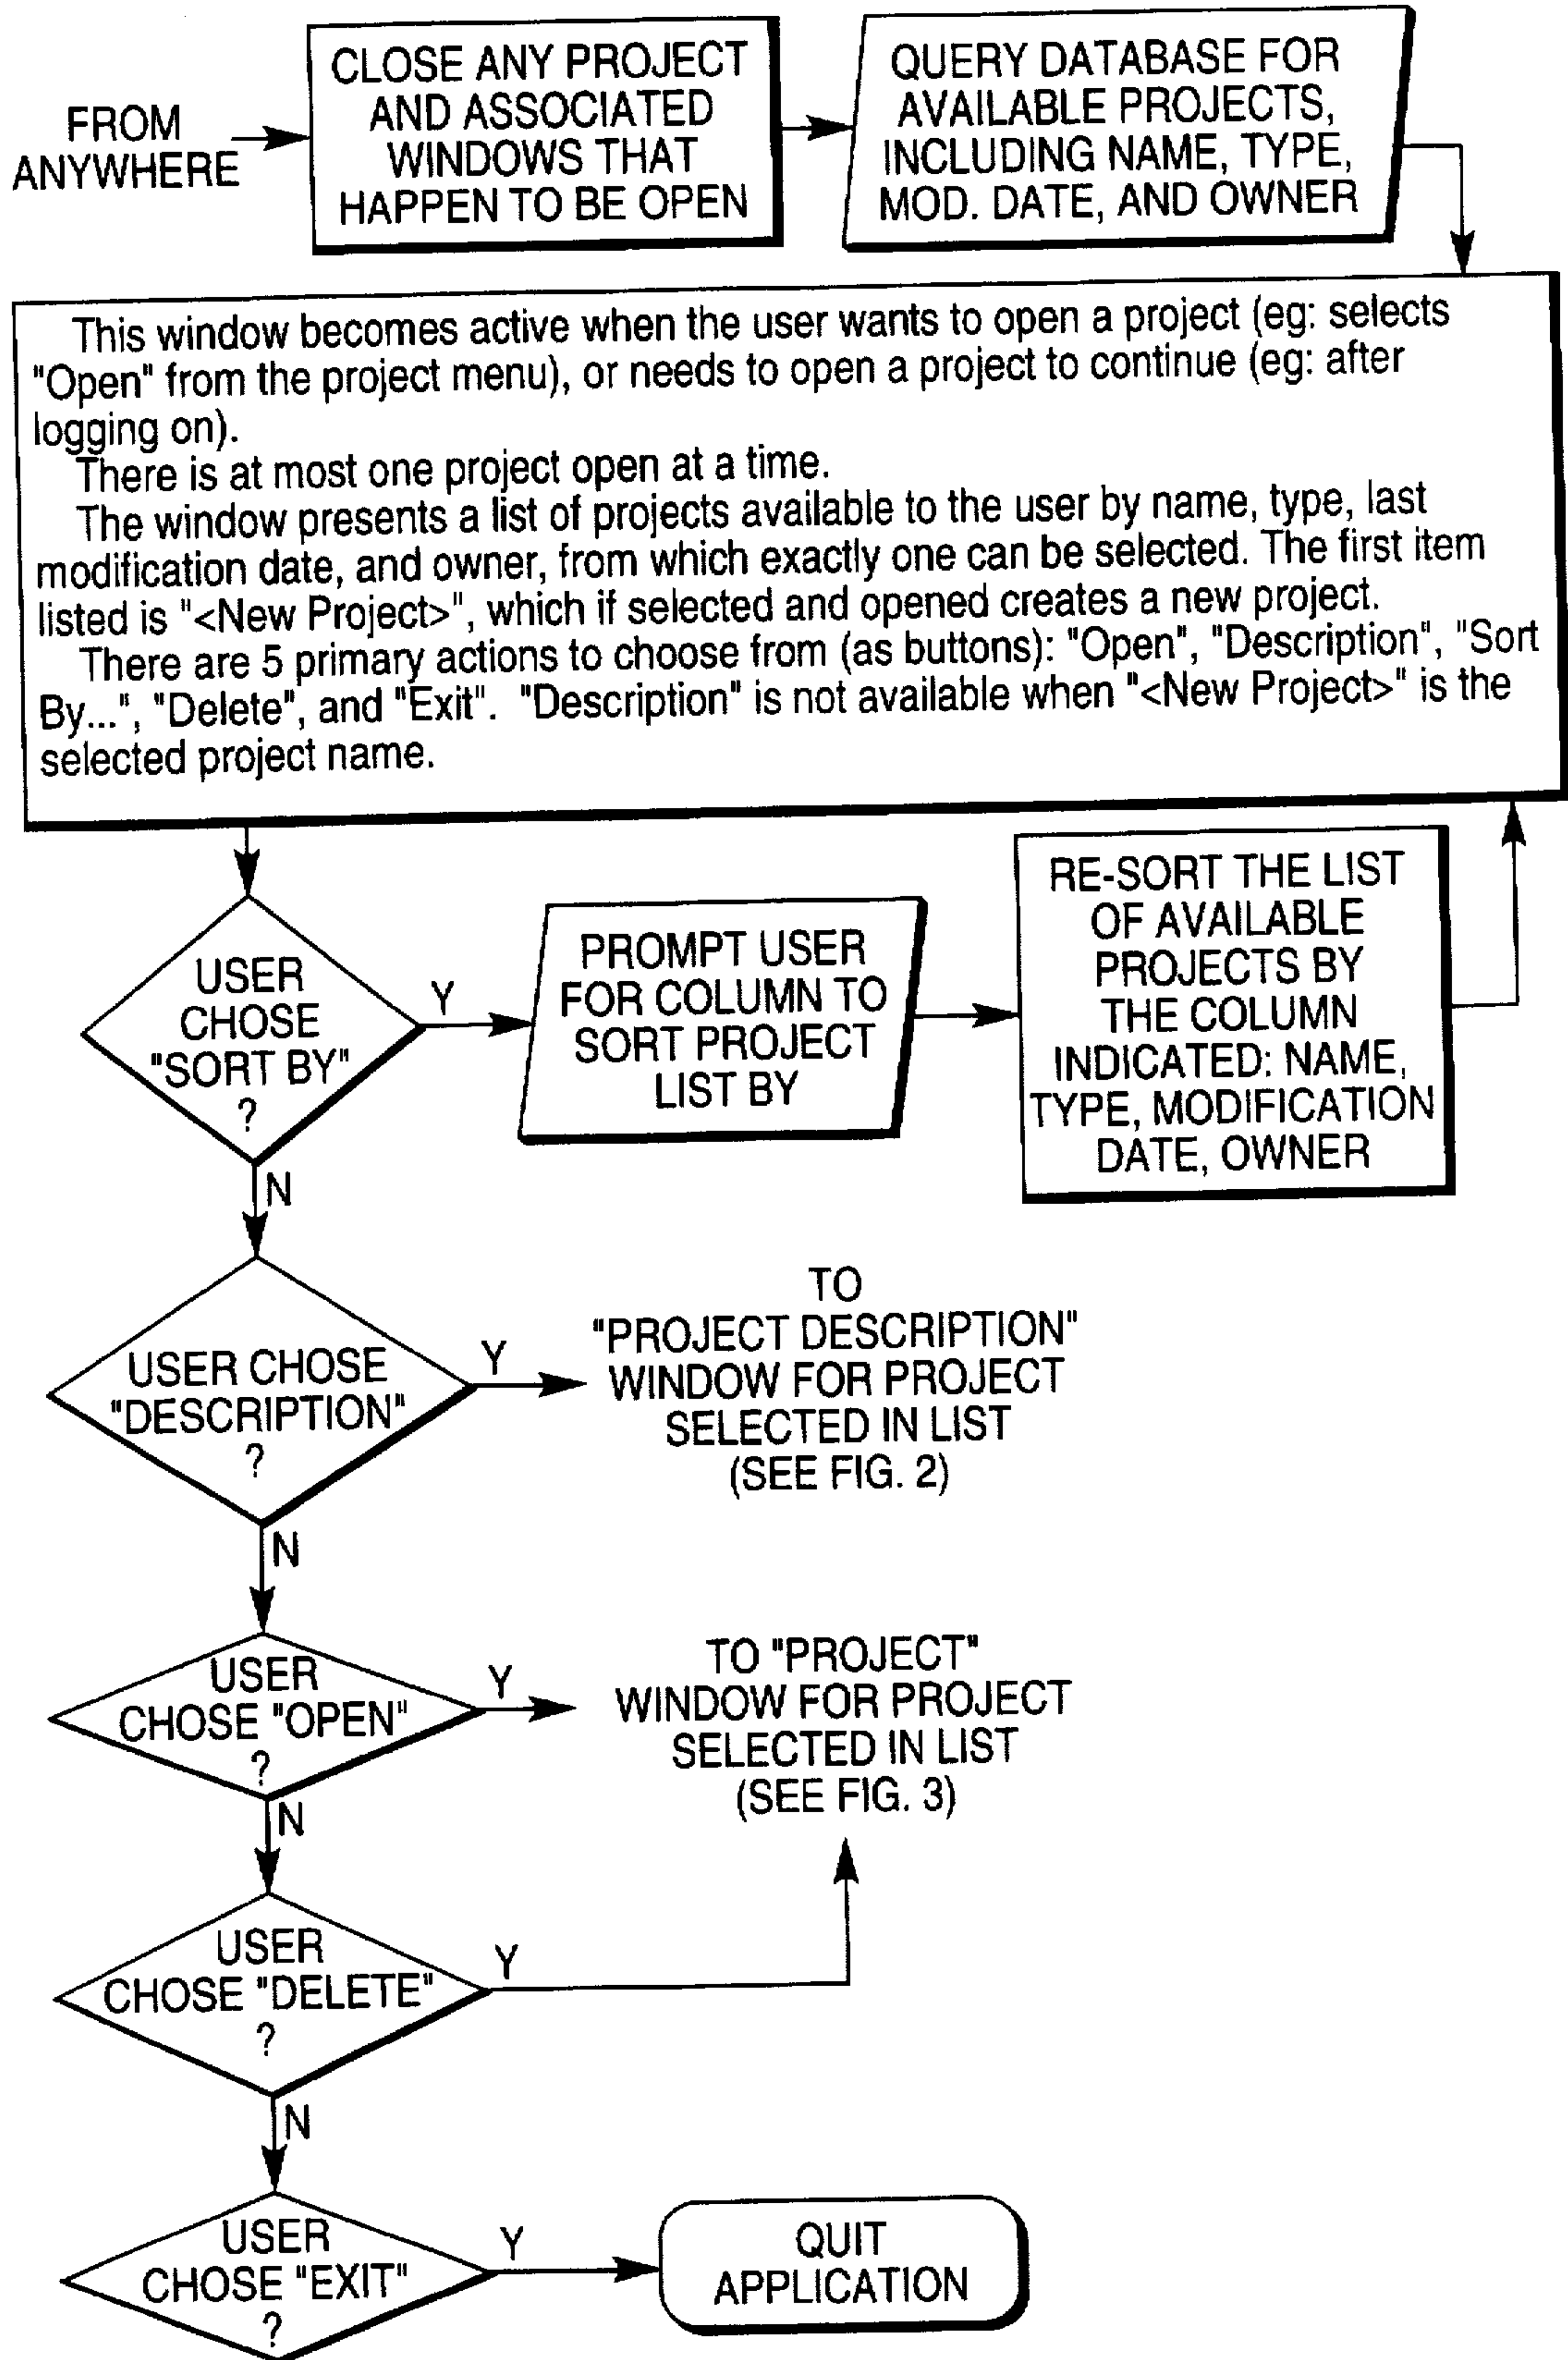 FROM
ANYWHERE
CLOSE ANY PROJECT
AND ASSOCIATED
WINDOWS THAT
HAPPEN TO BE OPEN
QUERY DATABASE FOR
AVAILABLE PROJECTS,
INCLUDING NAME, TYPE,
MOD. DATE, AND OWNER
This window becomes active when the user wants to open a project (eg: selects
"Open" from the project menu), or needs to open a project to continue (eg: after
logging on).
There is at most one project open at a time.
The window presents a list of projects available to the user by name, type, last
modification date, and owner, from which exactly one can be selected. The first item
listed is "<New Project>", which if selected and opened creates a new project.
There are 5 primary actions to choose from (as buttons): "Open", "Description", "Sort
By...", "Delete", and "Exit". "Description" is not available when "<New Project>" is the
selected project name.
USER
CHOSE
"SORT BY"
?
Y
N
PROMPT USER
FOR COLUMN TO
SORT PROJECT
LIST BY
RE-SORT THE LIST
OF AVAILABLE
PROJECTS BY
THE COLUMN
INDICATED: NAME,
TYPE, MODIFICATION
DATE, OWNER
USER CHOSE
"DESCRIPTION"
?
Y
N
TO
"PROJECT DESCRIPTION"
WINDOW FOR PROJECT
SELECTED IN LIST
(SEE FIG. 2)
USER
CHOSE "OPEN"
?
Y
N
TO "PROJECT"
WINDOW FOR PROJECT
SELECTED IN LIST
(SEE FIG. 3)
USER
CHOSE "DELETE"
?
Y
N
USER
CHOSE "EXIT"
?
Y
QUIT
APPLICATION